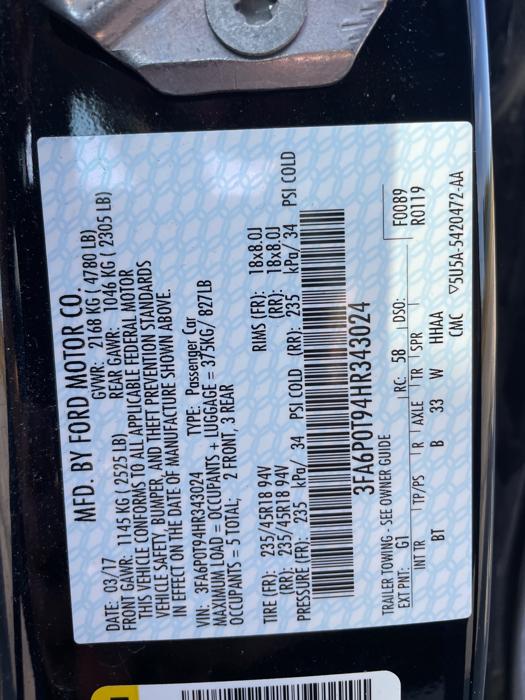 MFD. BY FORD MOTOR CO.
DATE: 03/17 GVWR: 2168 KG ( 4780 LB)
FRONT GAWR: 1145 KG ( 2525 LB) REAR GAWR: 1046 KG ( 2305 LB)
THIS VEHICLE CONFORMS TO ALL APPLICABLE FEDERAL MOTOR
VEHICLE SAFETY, BUMPER, AND THEFT PREVENTION STANDARDS
IN EFFECT ON THE DATE OF MANUFACTURE SHOWN ABOVE.
VIN: 3FA6P0T94HR343024 TYPE: Passenger Car
MAXIMUM LOAD = OCCUPANTS + LUGGAGE = 375KG/ 827LB
OCCUPANTS = 5 TOTAL; 2 FRONT, 3 REAR
TIRE (FR): 235/45R18 94V RIMS (FR): 18x8.0J
(RR): 235/45R18 94V (RR): 18x8.0J
PRESSURE (FR): 235 kPa/ 34 PSI COLD (RR): 235 kPa/ 34 PSI COLD
3FA6P0T94HR343024
TRAILER TOWING - SEE OWNER GUIDE F0089
EXT PNT: G1 RC: 58 DSO: R0119
INT TR TP/PS R AXLE TR SPR
BT B 33 W HHAA
CMC ▽5U5A-5420472-AA